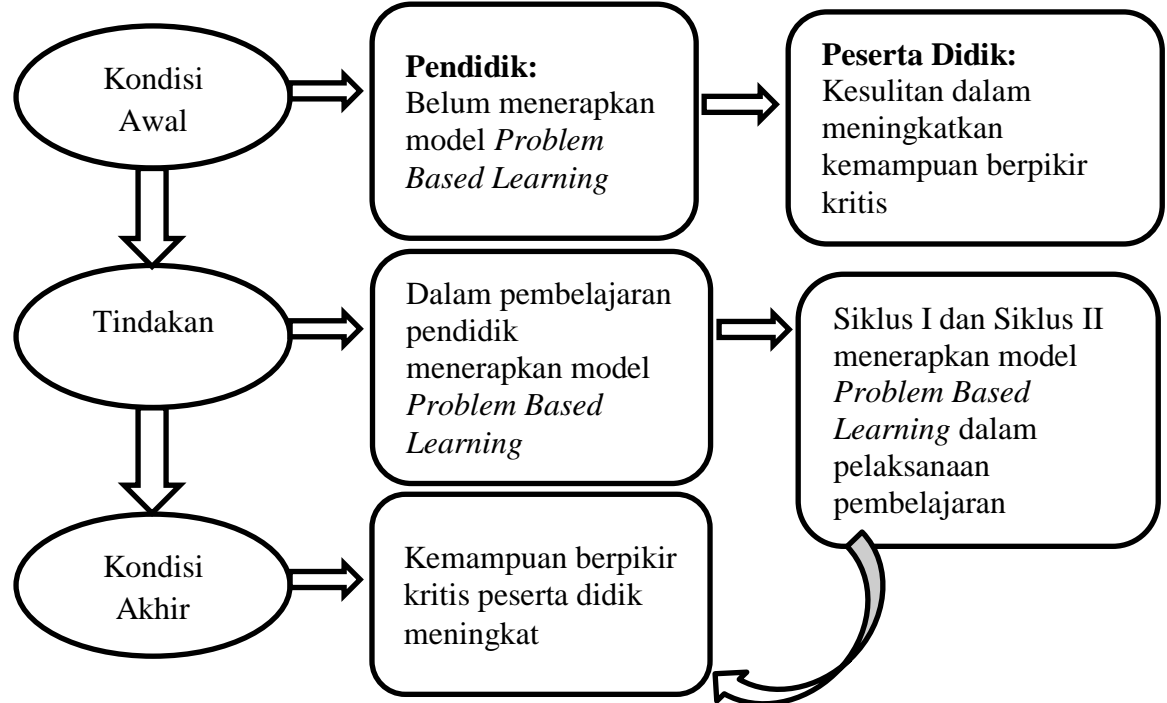 Kondisi
Awal
Pendidik:
Belum menerapkan
model Problem
Based Learning
Peserta Didik:
Kesulitan dalam
meningkatkan
kemampuan berpikir
kritis
Tindakan
Dalam pembelajaran
pendidik
menerapkan model
Problem Based
Learning
Siklus I dan Siklus II
menerapkan model
Problem Based
Learning dalam
pelaksanaan
pembelajaran
Kondisi
Akhir
Kemampuan berpikir
kritis peserta didik
meningkat